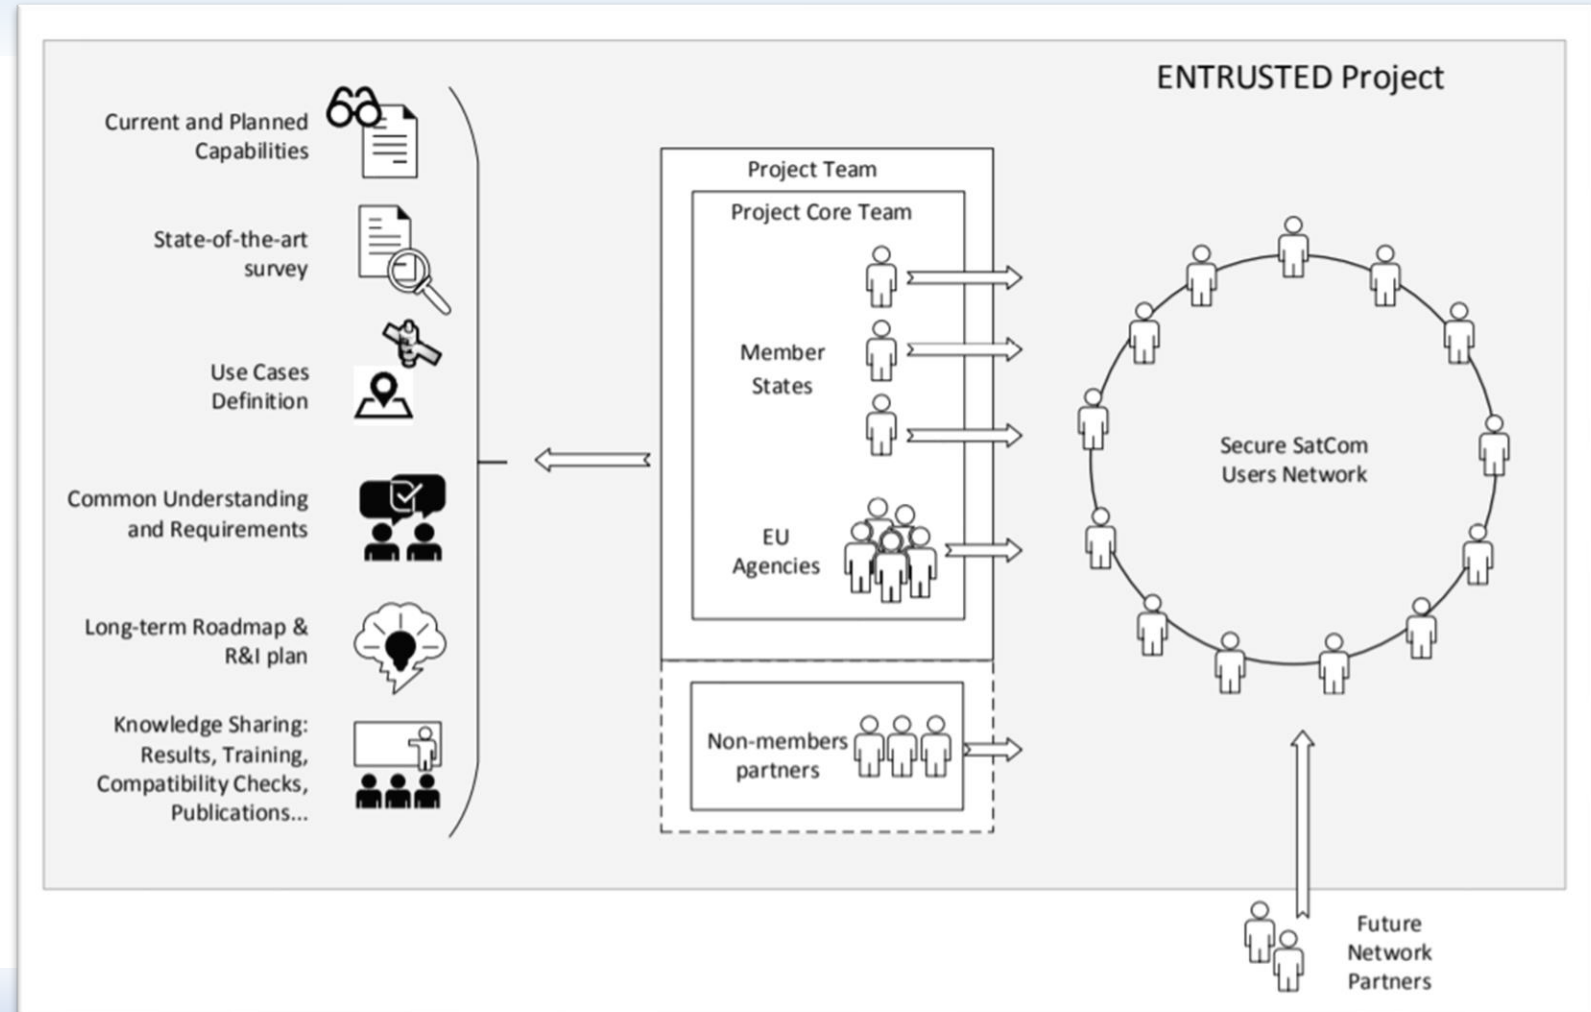 ENTRUSTED Project
Current and Planned
Capabilities
State-of-the-art
survey
Use Cases
Definition
Common Understanding
and Requirements
Long-term Roadmap &
R&I plan
Knowledge Sharing:
Results, Training,
Compatibility Checks,
Publications...
Project Team
Project Core Team
Member
States
EU
Agencies
Non-members
partners
Secure SatCom
Users Network
Future
Network
Partners